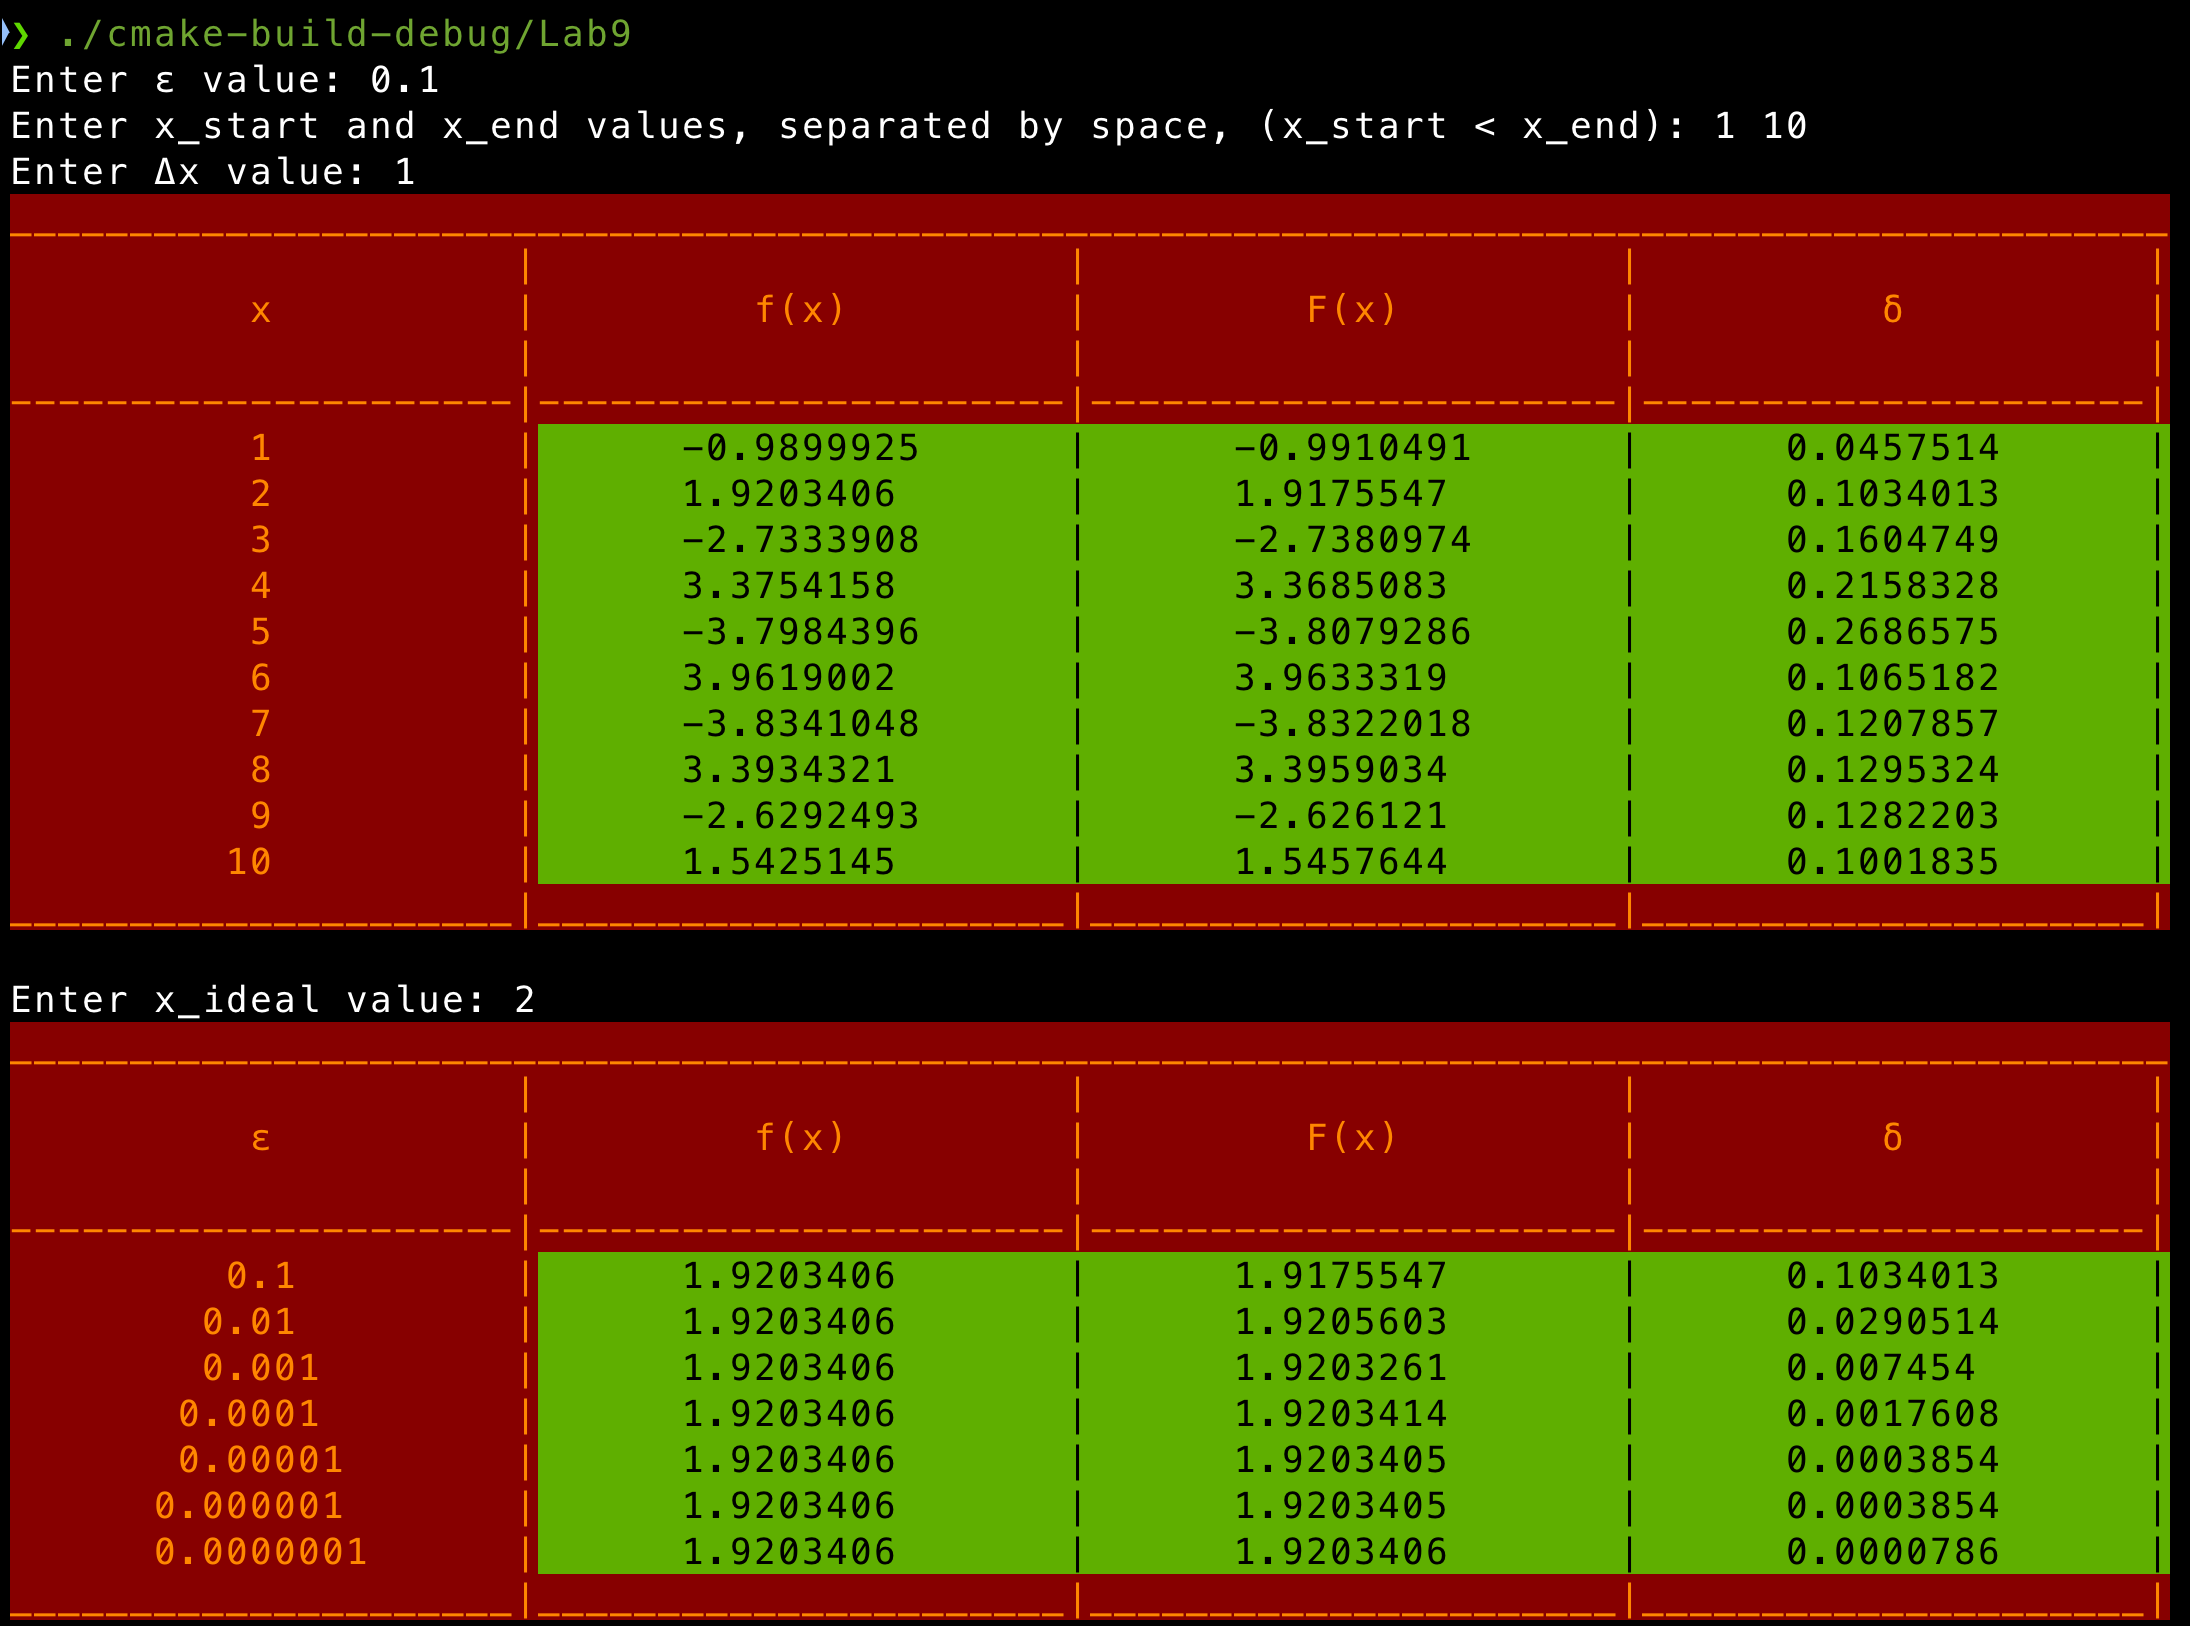 ❯ ./cmake-build-debug/Lab9
Enter ε value: 0.1
Enter x_start and x_end values, separated by space, (x_start < x_end): 1 10
Enter Δx value: 1
x | f(x) | F(x) | δ
1 | -0.9899925 | -0.9910491 | 0.0457514 |
2 | 1.9203406 | 1.9175547 | 0.1034013 |
3 | -2.7333908 | -2.7380974 | 0.1604749 |
4 | 3.3754158 | 3.3685083 | 0.2158328 |
5 | -3.7984396 | -3.8079286 | 0.2686575 |
6 | 3.9619002 | 3.9633319 | 0.1065182 |
7 | -3.8341048 | -3.8322018 | 0.1207857 |
8 | 3.3934321 | 3.3959034 | 0.1295324 |
9 | -2.6292493 | -2.626121 | 0.1282203 |
10 | 1.5425145 | 1.5457644 | 0.1001835 |
Enter x_ideal value: 2
ε | f(x) | F(x) | δ
0.1 | 1.9203406 | 1.9175547 | 0.1034013 |
0.01 | 1.9203406 | 1.9205603 | 0.0290514 |
0.001 | 1.9203406 | 1.9203261 | 0.007454 |
0.0001 | 1.9203406 | 1.9203414 | 0.0017608 |
0.00001 | 1.9203406 | 1.9203405 | 0.0003854 |
0.000001 | 1.9203406 | 1.9203405 | 0.0003854 |
0.0000001 | 1.9203406 | 1.9203406 | 0.0000786 |